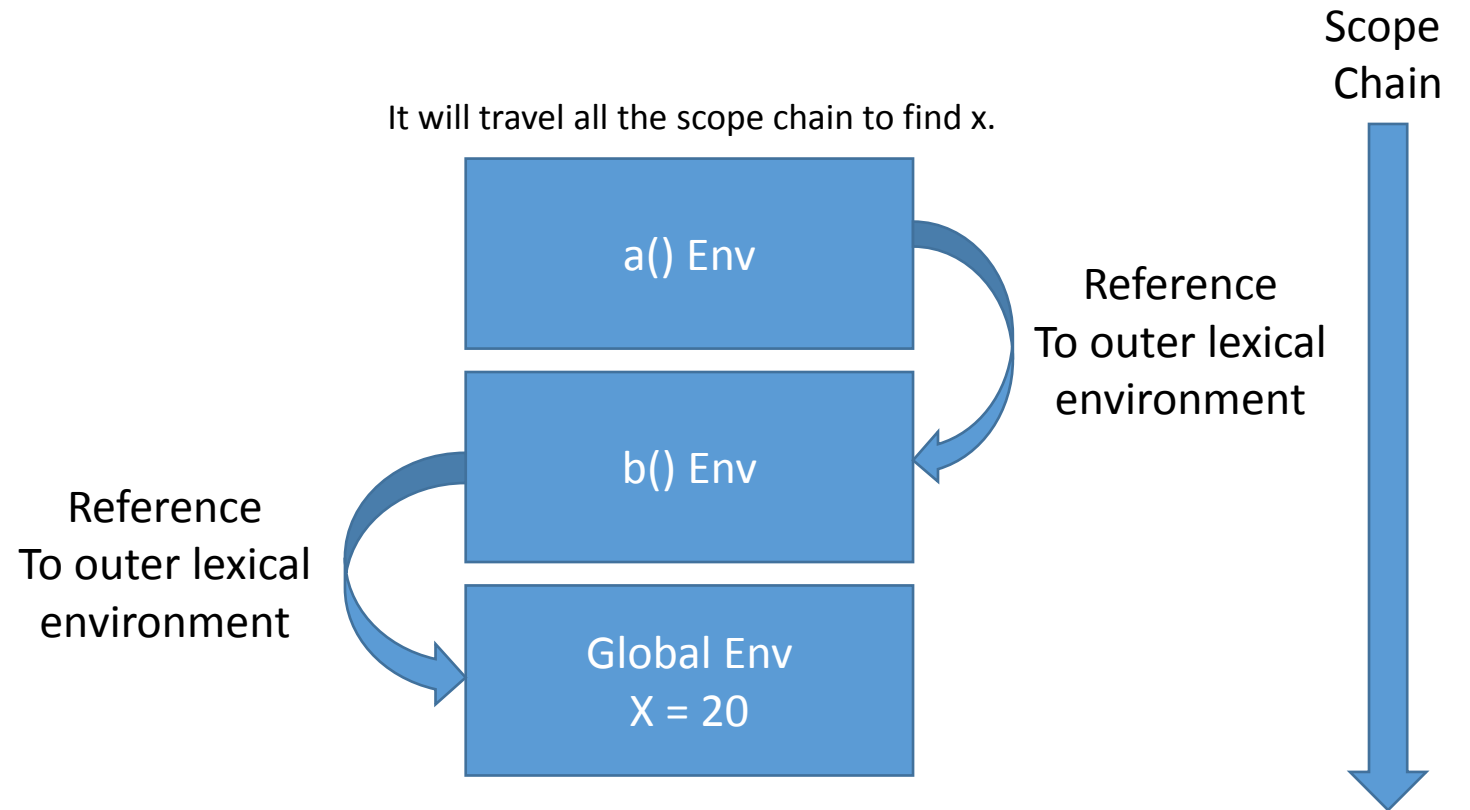 Scope
Chain
It will travel all the scope chain to find x.
a() Env
Reference
To outer lexical
environment
b() Env
Reference
To outer lexical
environment
Global Env
X = 20